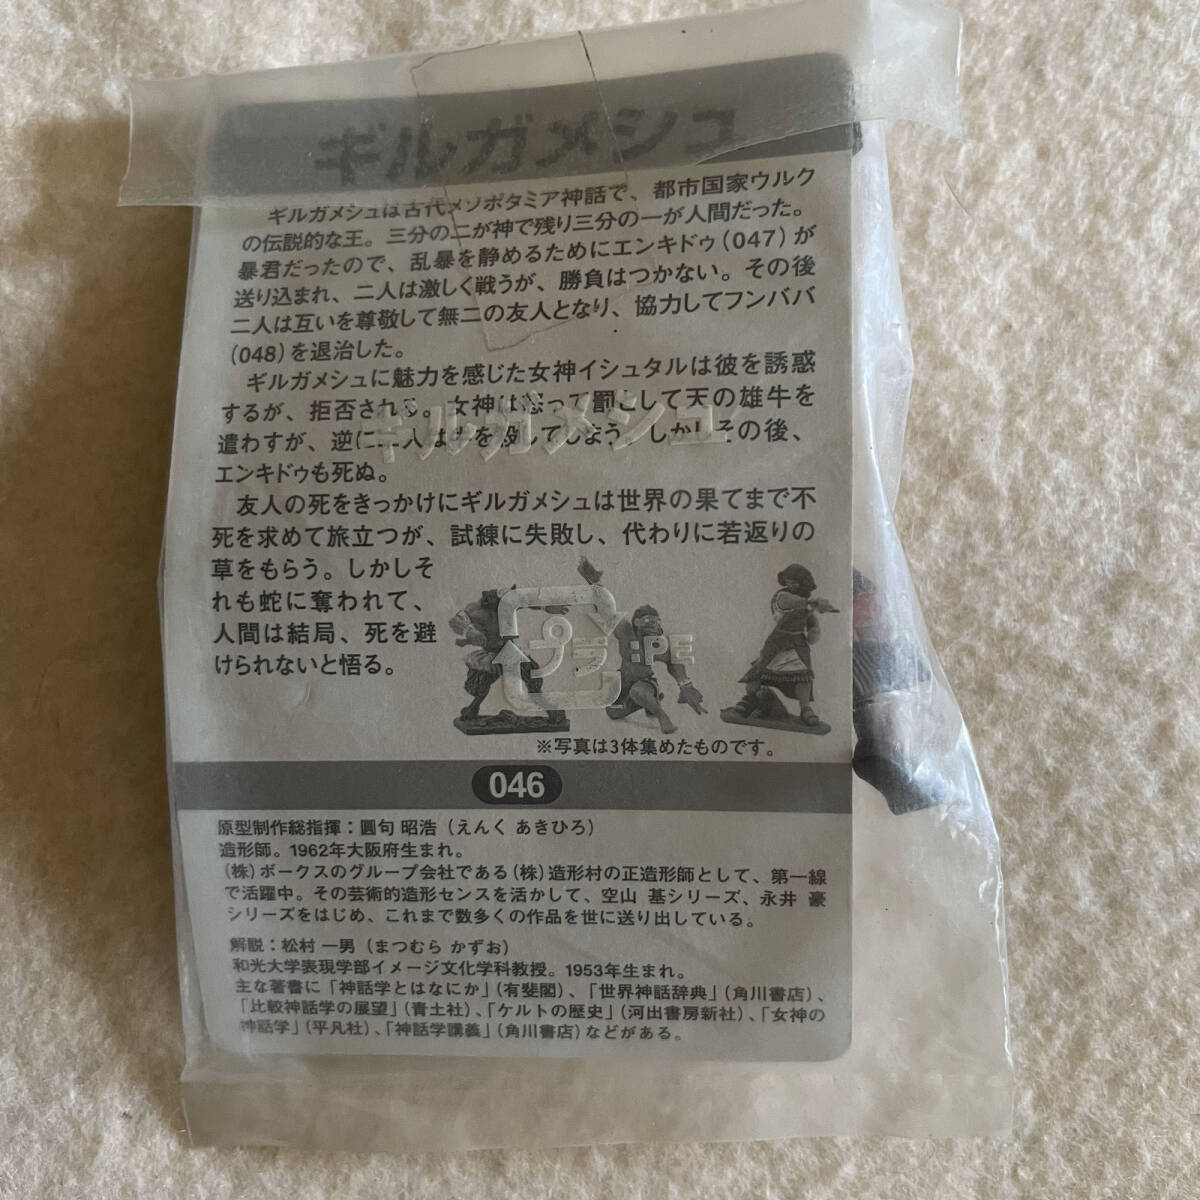 ギルガメシュ
ギルガメシュは古代メソポタミア神話で、都市国家ウルク
の伝説的な王。三分の二が神で残り三分の一が人間だった。
暴君だったので、乱暴を静めるためにエンキドゥ(047)が
送り込まれ、二人は激しく戦うが、勝負はつかない。その後
二人は互いを尊敬して無二の友人となり、協力してフンババ
(048)を退治した。
ギルガメシュに魅力を感じた女神イシュタルは彼を誘惑
するが、拒否される。女神は怒って罰として天の雄牛を
遣わすが、逆に二人は牛を殺してしまう。しかしその後、
エンキドゥも死ぬ。
ギルガメシュ
友人の死をきっかけにギルガメシュは世界の果てまで不
死を求めて旅立つが、試練に失敗し、代わりに若返りの
草をもらう。しかしそ
れも蛇に奪われて、
人間は結局、死を避
けられないと悟る。
プラ :PE
※写真は3体集めたものです。
046
原型制作総指揮：圓句 昭浩（えんく あきひろ）
造形師。1962年大阪府生まれ。
(株)ボークスのグループ会社である(株)造形村の正造形師として、第一線
で活躍中。その芸術的造形センスを活かして、空山 基シリーズ、永井 豪
シリーズをはじめ、これまで数多くの作品を世に送り出している。
解説：松村 一男（まつむら かずお）
和光大学表現学部イメージ文化学科教授。1953年生まれ。
主な著書に「神話学とはなにか」(有斐閣)、「世界神話辞典」(角川書店)、
「比較神話学の展望」(青土社)、「ケルトの歴史」(河出書房新社)、「女神の
神話学」(平凡社)、「神話学講義」(角川書店)などがある。